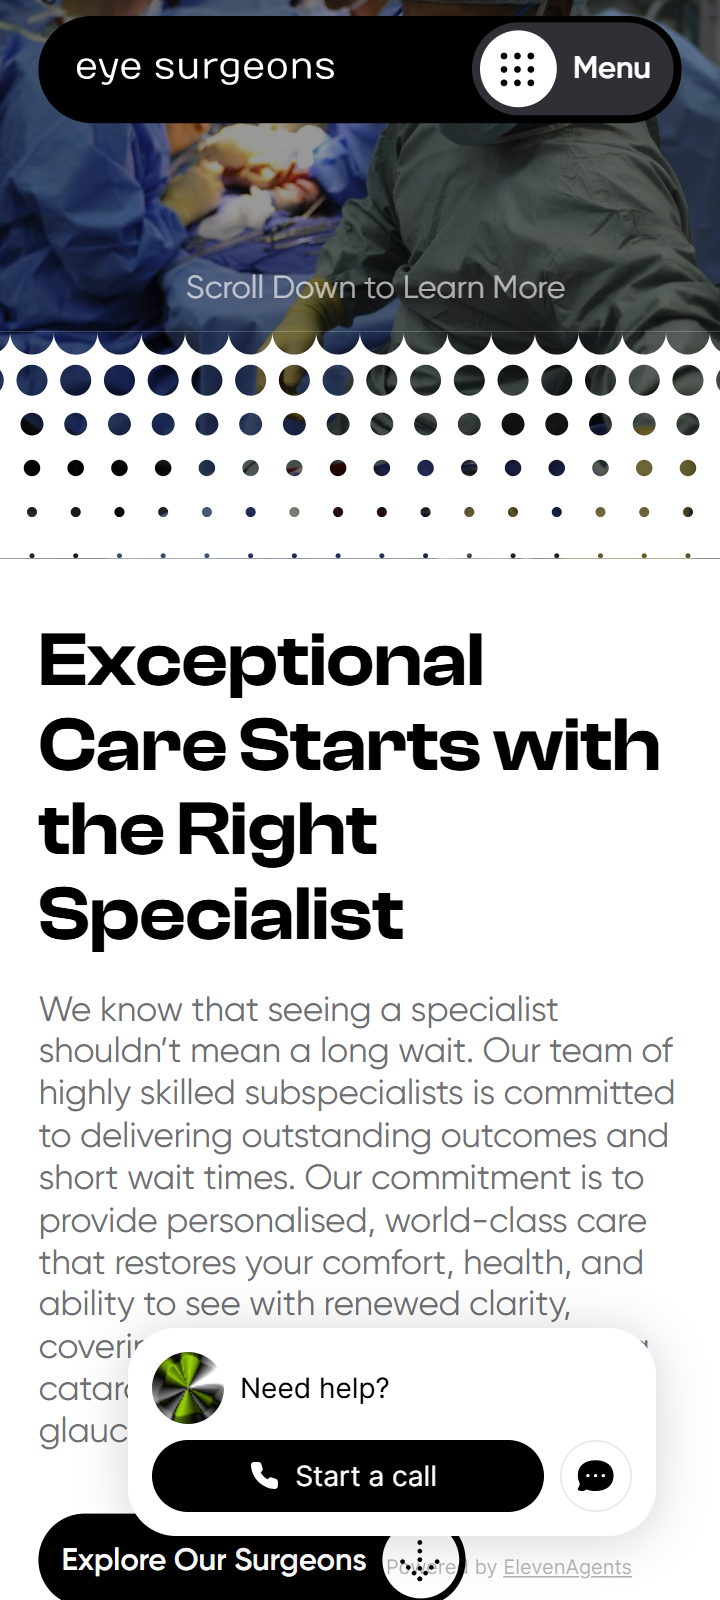 eye surgeons
Menu
Scroll Down to Learn More
Exceptional
Care Starts with
the Right
Specialist
We know that seeing a specialist
shouldn’t mean a long wait. Our team of
highly skilled subspecialists is committed
to delivering outstanding outcomes and
short wait times. Our commitment is to
provide personalised, world-class care
that restores your comfort, health, and
ability to see with renewed clarity,
Need help?
Start a call
Explore Our Surgeons
Powered by ElevenAgents